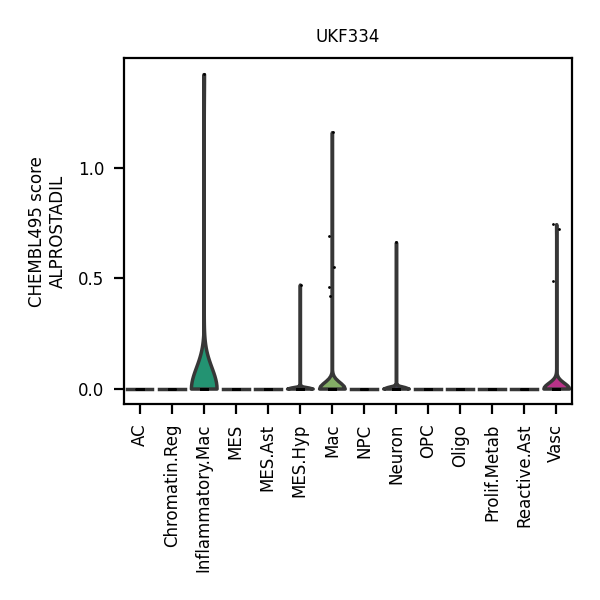 UKF334
CHEMBL495 score
ALPROSTADIL
1.0
0.5
0.0
AC
Chromatin.Reg
Inflammatory.Mac
MES
MES.Ast
MES.Hyp
Mac
NPC
Neuron
OPC
Oligo
Prolif.Metab
Reactive.Ast
Vasc